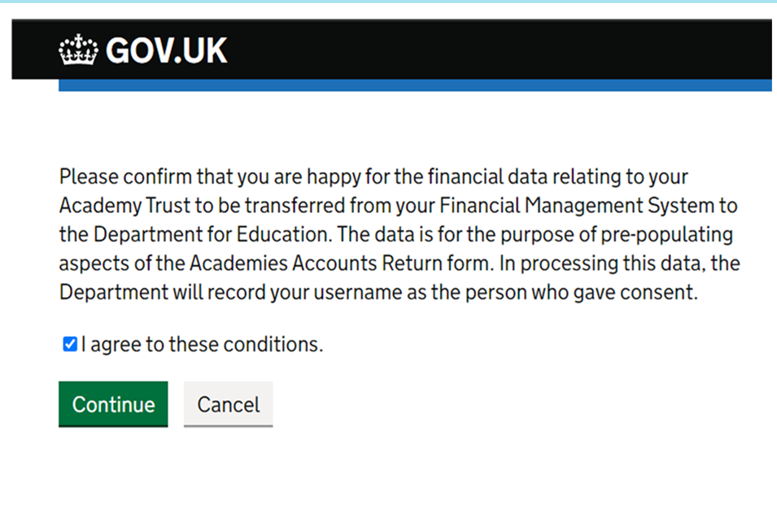 GOV.UK
Please confirm that you are happy for the financial data relating to your
Academy Trust to be transferred from your Financial Management System to
the Department for Education. The data is for the purpose of pre-populating
aspects of the Academies Accounts Return form. In processing this data, the
Department will record your username as the person who gave consent.
I agree to these conditions.
Continue Cancel